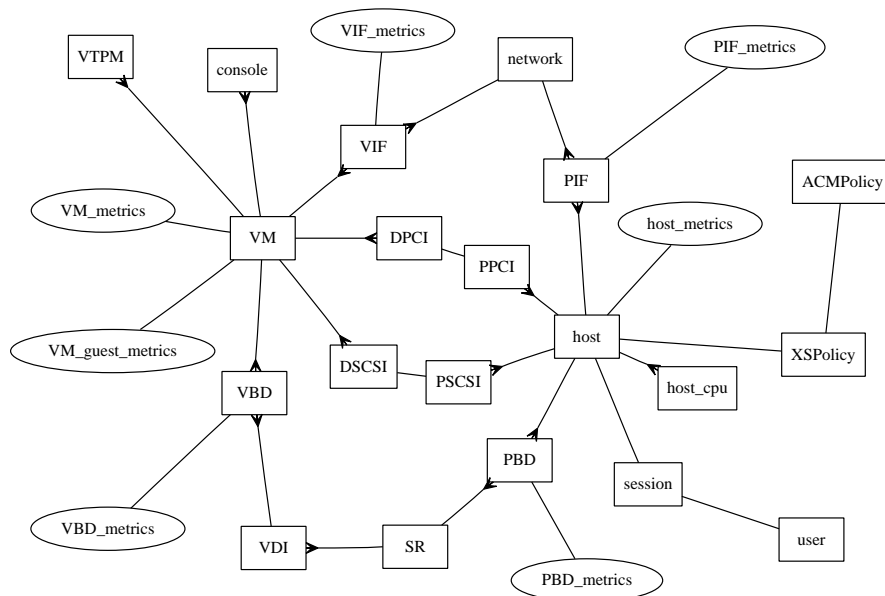 VIF_metrics
PIF_metrics
VTPM
console
network
VIF
PIF
ACMPolicy
VM_metrics
host_metrics
VM
DPCI
PPCI
host
VM_guest_metrics
DSCSI
XSPolicy
PSCSI
host_cpu
VBD
PBD
session
VBD_metrics
VDI
SR
user
PBD_metrics